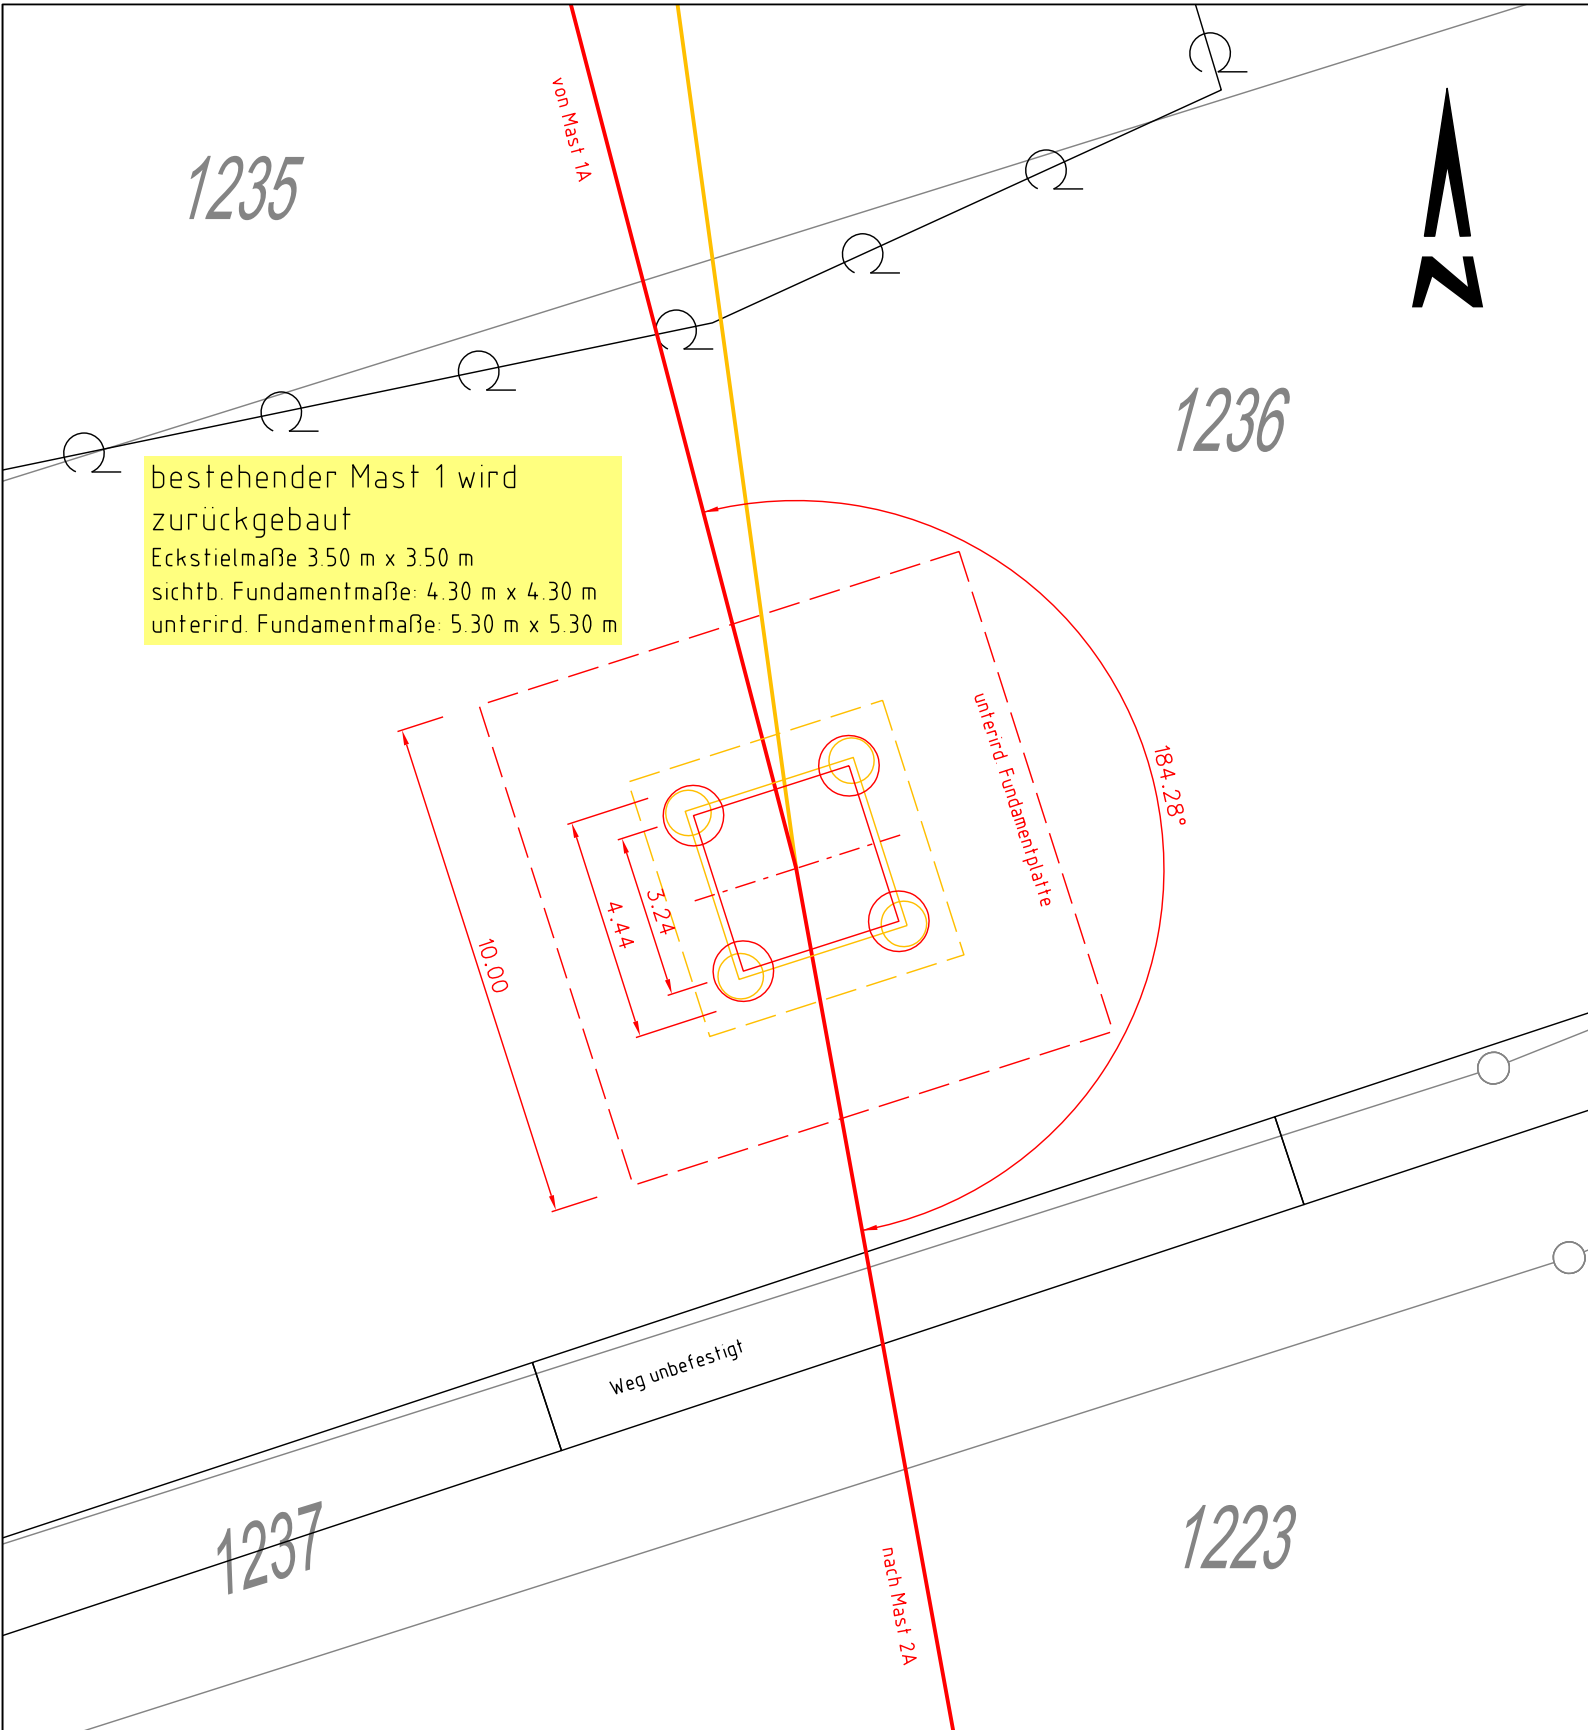 von Mast 1A
1235
N
1236
bestehender Mast 1 wird
zurückgebaut
Eckstielmaße 3.50 m x 3.50 m
sichtb. Fundamentmaße: 4.30 m x 4.30 m
unterird. Fundamentmaße: 5.30 m x 5.30 m
unterird. Fundamentplatte
184.28°
3.24
4.44
10.00
Weg unbefestigt
1237
1223
nach Mast 2A